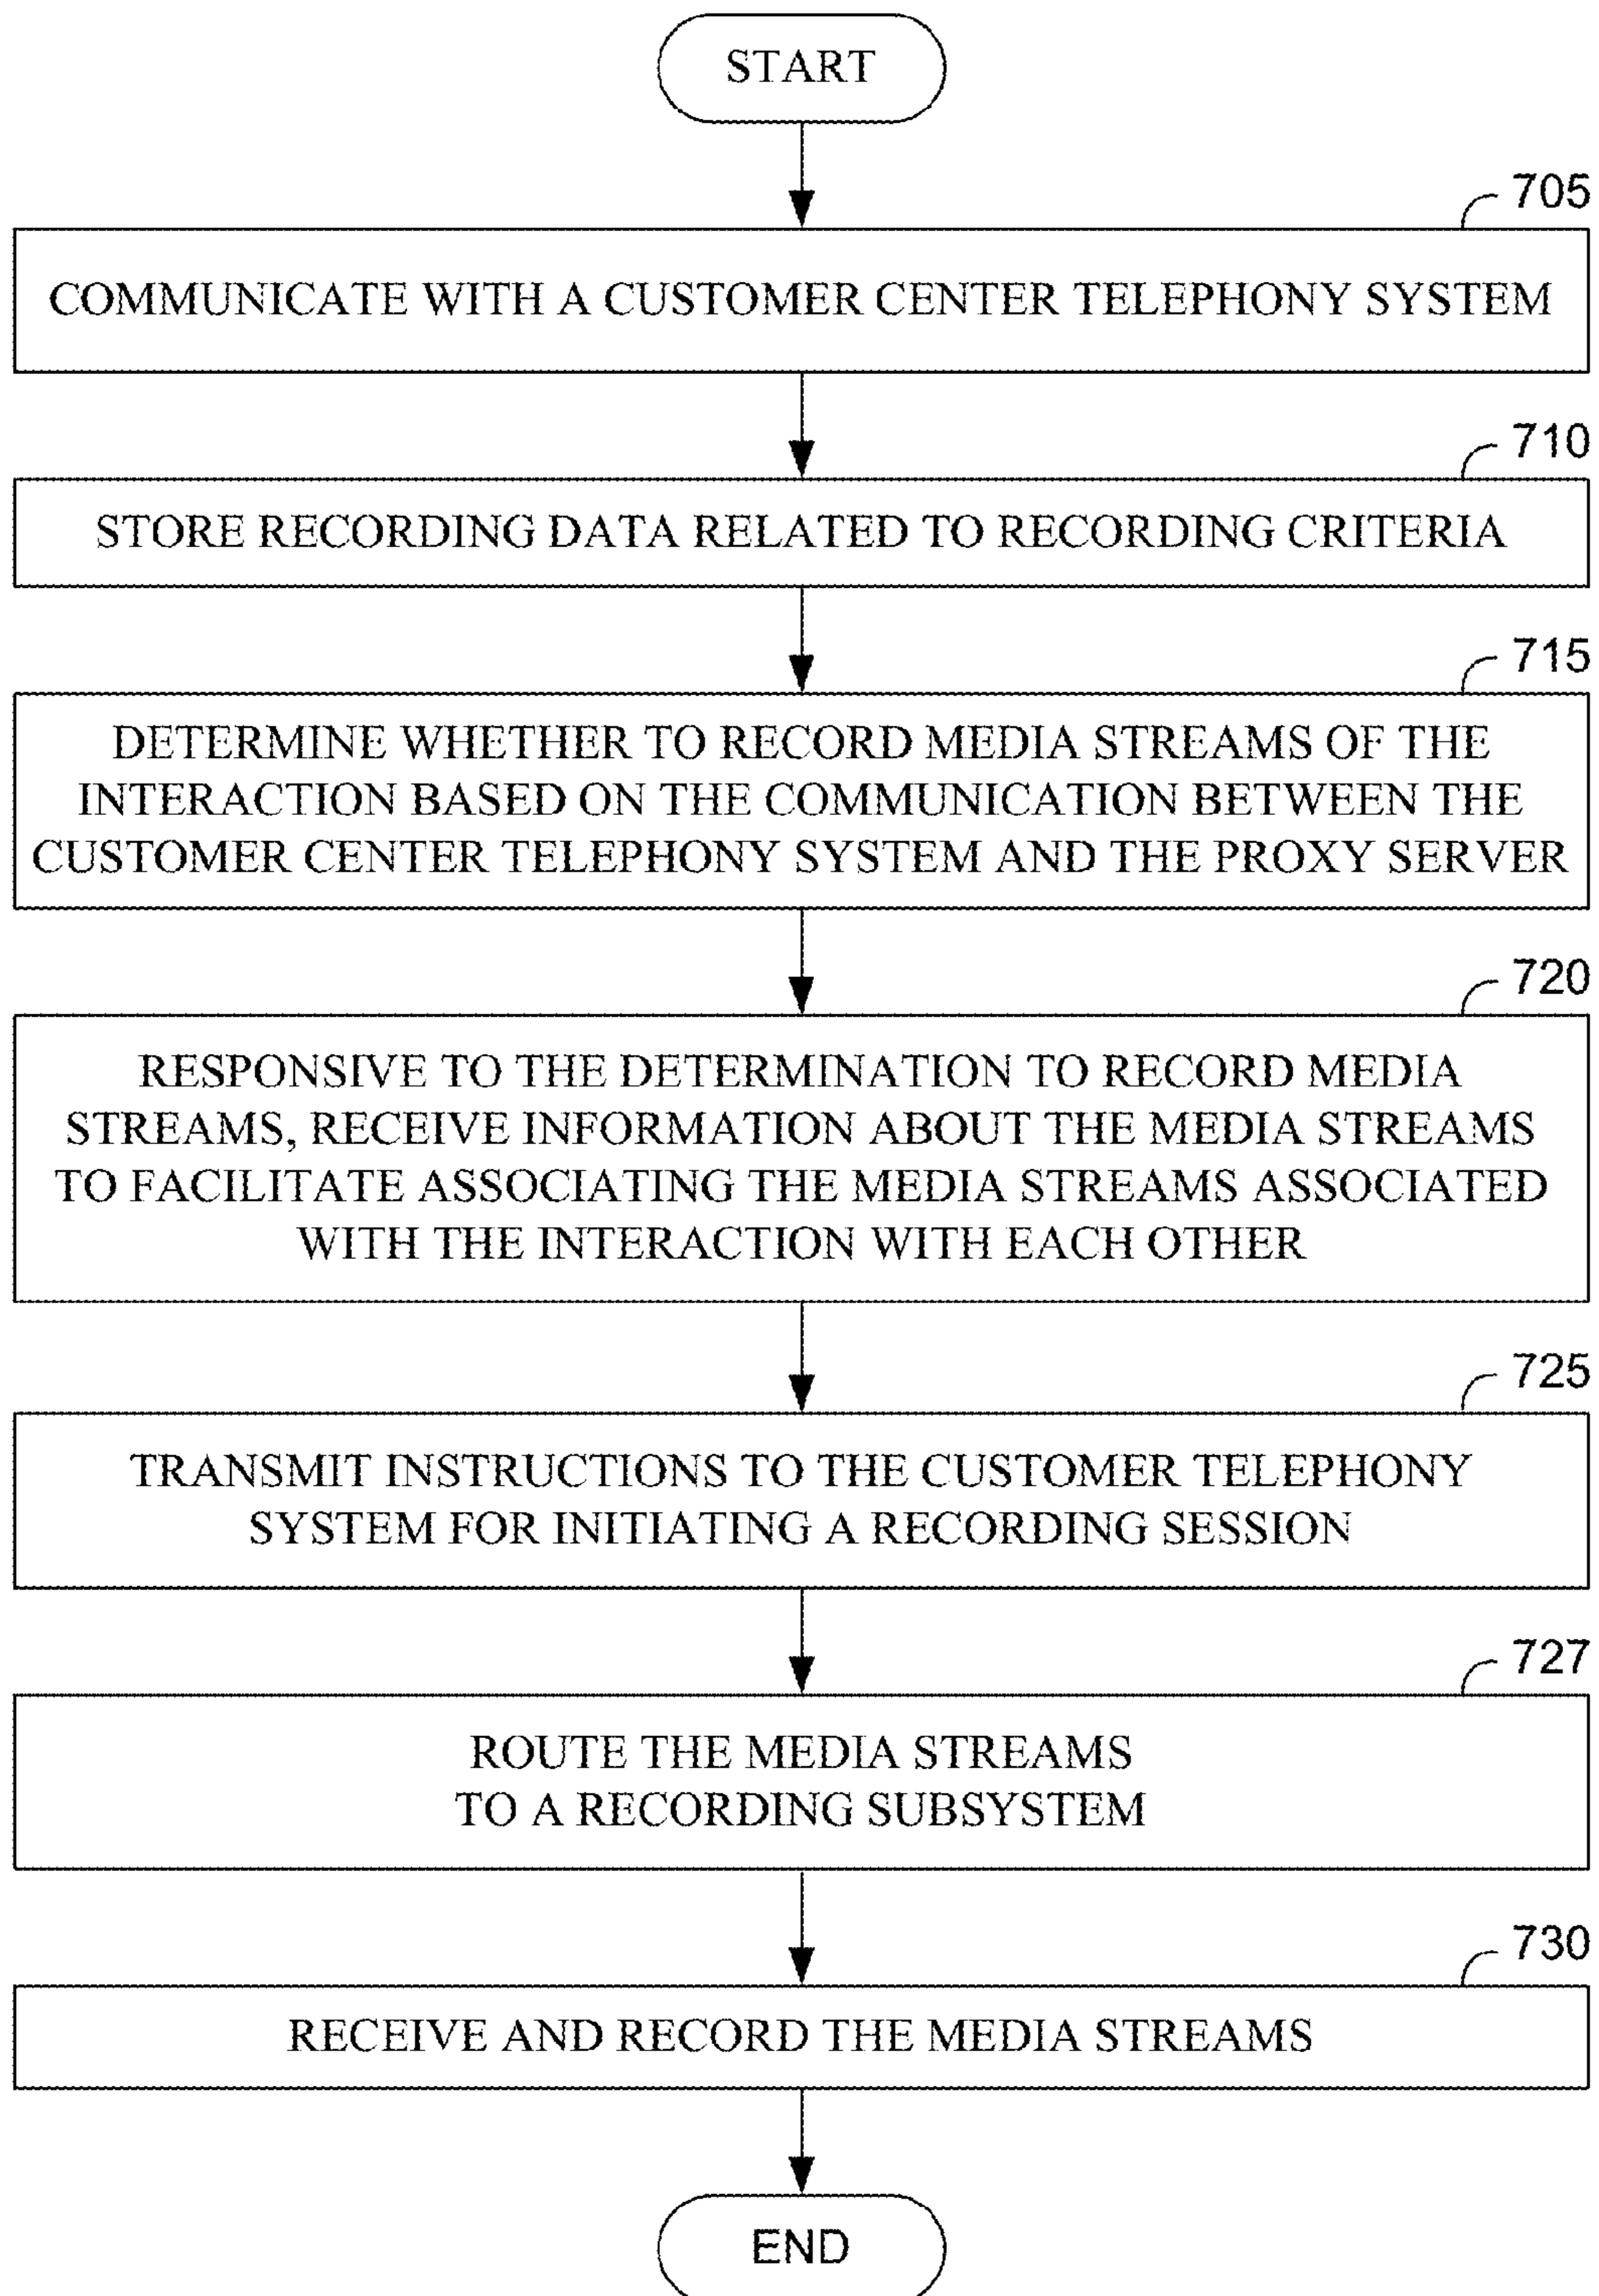 START
705
COMMUNICATE WITH A CUSTOMER CENTER TELEPHONY SYSTEM
710
STORE RECORDING DATA RELATED TO RECORDING CRITERIA
715
DETERMINE WHETHER TO RECORD MEDIA STREAMS OF THE
INTERACTION BASED ON THE COMMUNICATION BETWEEN THE
CUSTOMER CENTER TELEPHONY SYSTEM AND THE PROXY SERVER
720
RESPONSIVE TO THE DETERMINATION TO RECORD MEDIA
STREAMS, RECEIVE INFORMATION ABOUT THE MEDIA STREAMS
TO FACILITATE ASSOCIATING THE MEDIA STREAMS ASSOCIATED
WITH THE INTERACTION WITH EACH OTHER
725
TRANSMIT INSTRUCTIONS TO THE CUSTOMER TELEPHONY
SYSTEM FOR INITIATING A RECORDING SESSION
727
ROUTE THE MEDIA STREAMS
TO A RECORDING SUBSYSTEM
730
RECEIVE AND RECORD THE MEDIA STREAMS
END